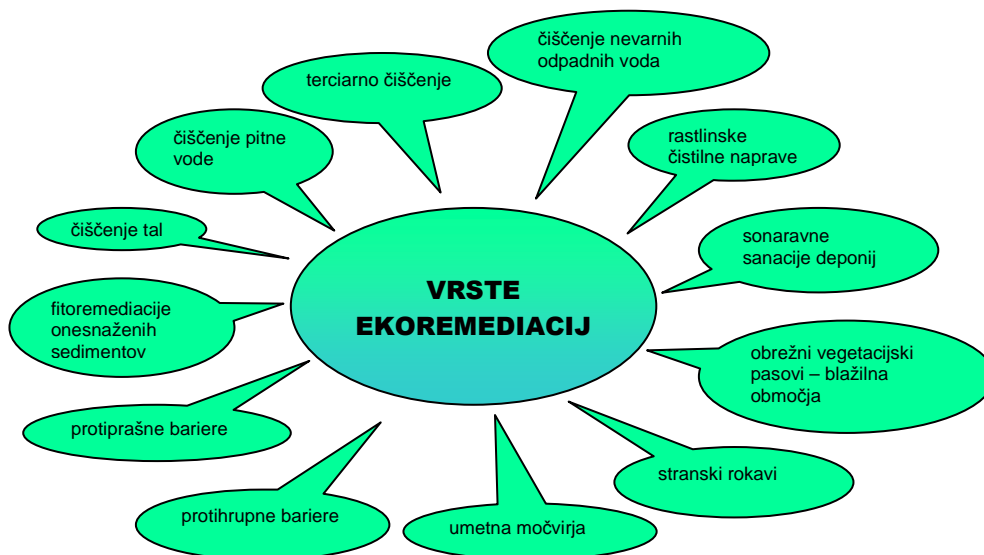 čiščenje nevarnih
odpadnih voda
terciarno čiščenje
čiščenje pitne
vode
rastlinske
čistilne naprave
čiščenje tal
sonaravne
sanacije deponij
VRSTE
EKOREMEDIACIJ
fitoremediacije
onesnaženih
sedimentov
obrežni vegetacijski
pasovi – blažilna
območja
protiprašne bariere
stranski rokavi
protihrupne bariere
umetna močvirja